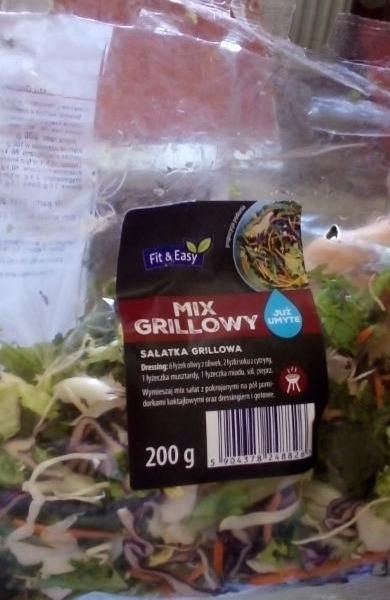 Fit & Easy
MIX
GRILLOWY
JUŻ
UMYTE
SAŁATKA GRILLOWA
Dressing: 6 łyżek oliwy z oliwek, 2 łyżki soku z cytryny,
1 łyżeczka musztardy, 1 łyżeczka miodu, sól, pieprz.
Wymieszaj mix sałat z pokrojonymi na pół pomi-
dorkami koktajlowymi oraz dressingiem i gotowe.
200 g
5 904378 248826